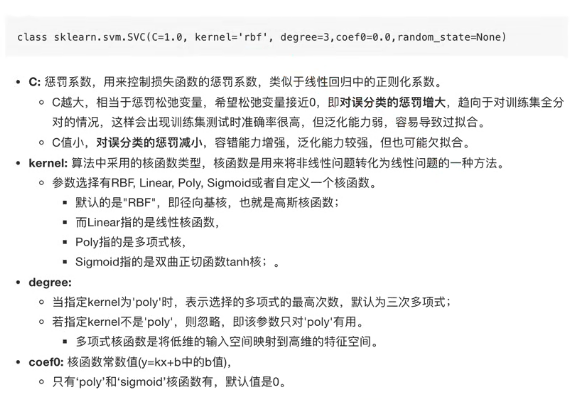 class sklearn.svm.SVC(C=1.0, kernel='rbf', degree=3,coef0=0.0,random_state=None)
• C: 惩罚系数，用来控制损失函数的惩罚系数，类似于线性回归中的正则化系数。
○ C越大，相当于惩罚松弛变量，希望松弛变量接近0，即对误分类的惩罚增大，趋向于对训练集全分
对的情况，这样会出现训练集测试时准确率很高，但泛化能力弱，容易导致过拟合。
○ C值小，对误分类的惩罚减小，容错能力增强，泛化能力较强，但也可能欠拟合。
• kernel: 算法中采用的核函数类型，核函数是用来将非线性问题转化为线性问题的一种方法。
○ 参数选择有RBF, Linear, Poly, Sigmoid或者自定义一个核函数。
■ 默认的是"RBF"，即径向基核，也就是高斯核函数；
■ 而Linear指的是线性核函数，
■ Poly指的是多项式核，
■ Sigmoid指的是双曲正切函数tanh核；。
• degree:
○ 当指定kernel为'poly'时，表示选择的多项式的最高次数，默认为三次多项式；
○ 若指定kernel不是'poly'，则忽略，即该参数只对'poly'有用。
■ 多项式核函数是将低维的输入空间映射到高维的特征空间。
• coef0: 核函数常数值(y=kx+b中的b值)，
○ 只有‘poly’和‘sigmoid’核函数有，默认值是0。